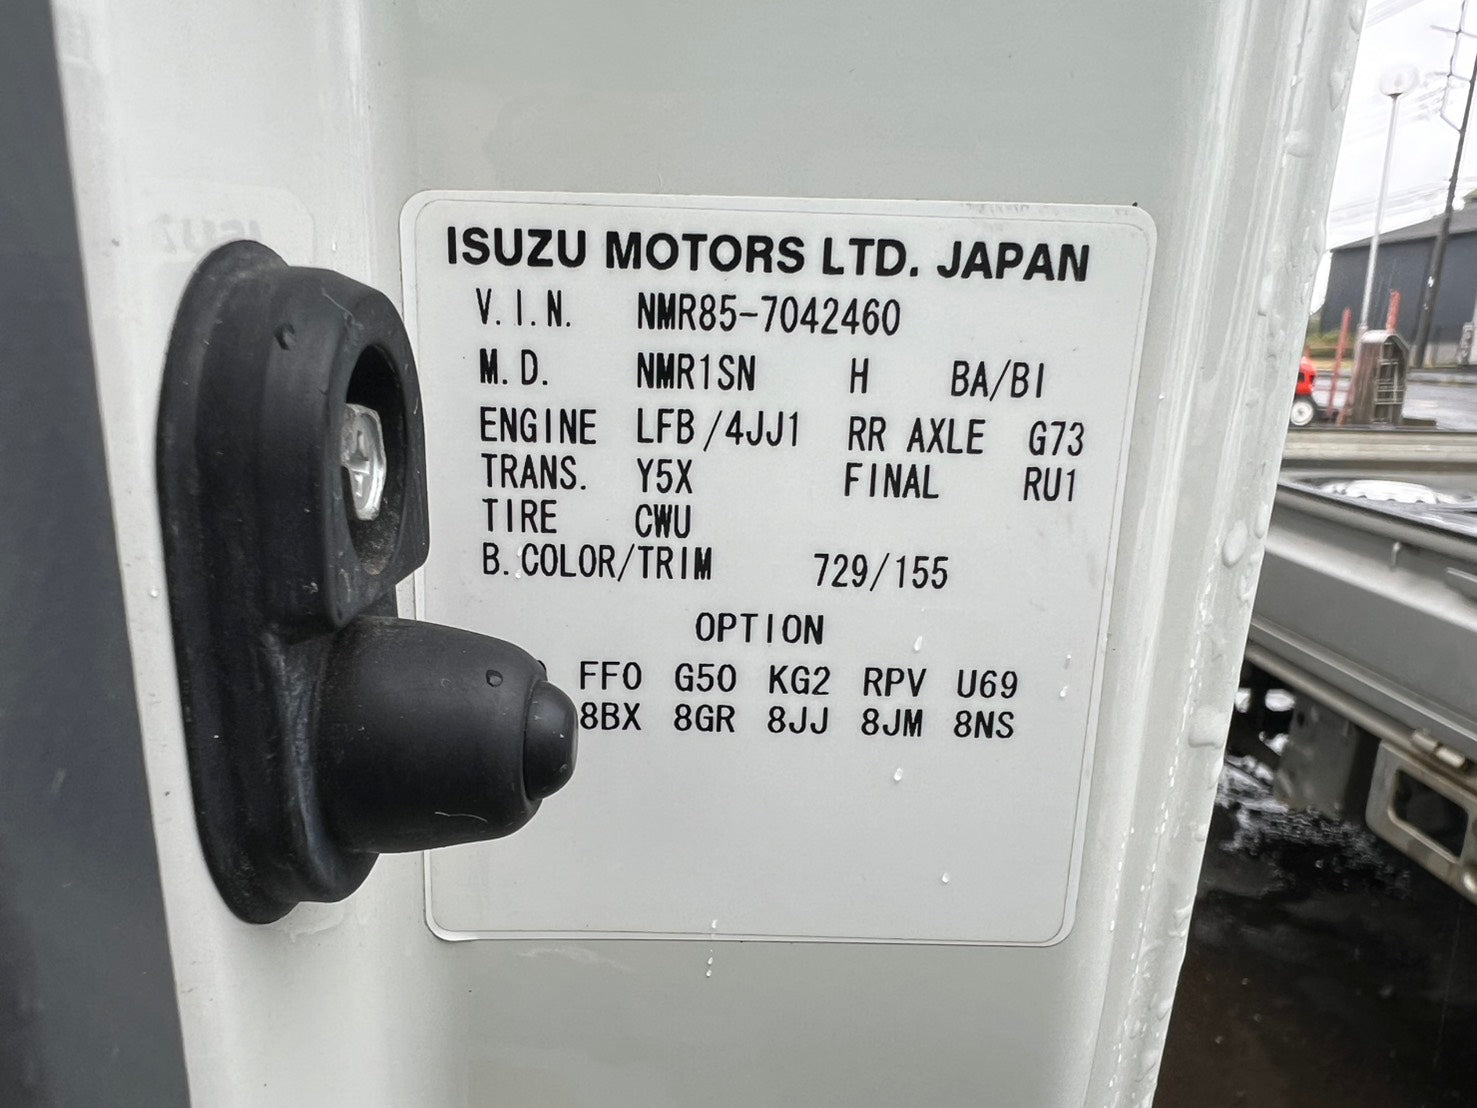 ISUZU MOTORS LTD. JAPAN
V.I.N. NMR85-7042460
M.D. NMR1SN H BA/BI
ENGINE LFB/4JJ1 RR AXLE G73
TRANS. Y5X FINAL RU1
TIRE CWU
B.COLOR/TRIM 729/155
OPTION
FF0 G50 KG2 RPV U69
8BX 8GR 8JJ 8JM 8NS